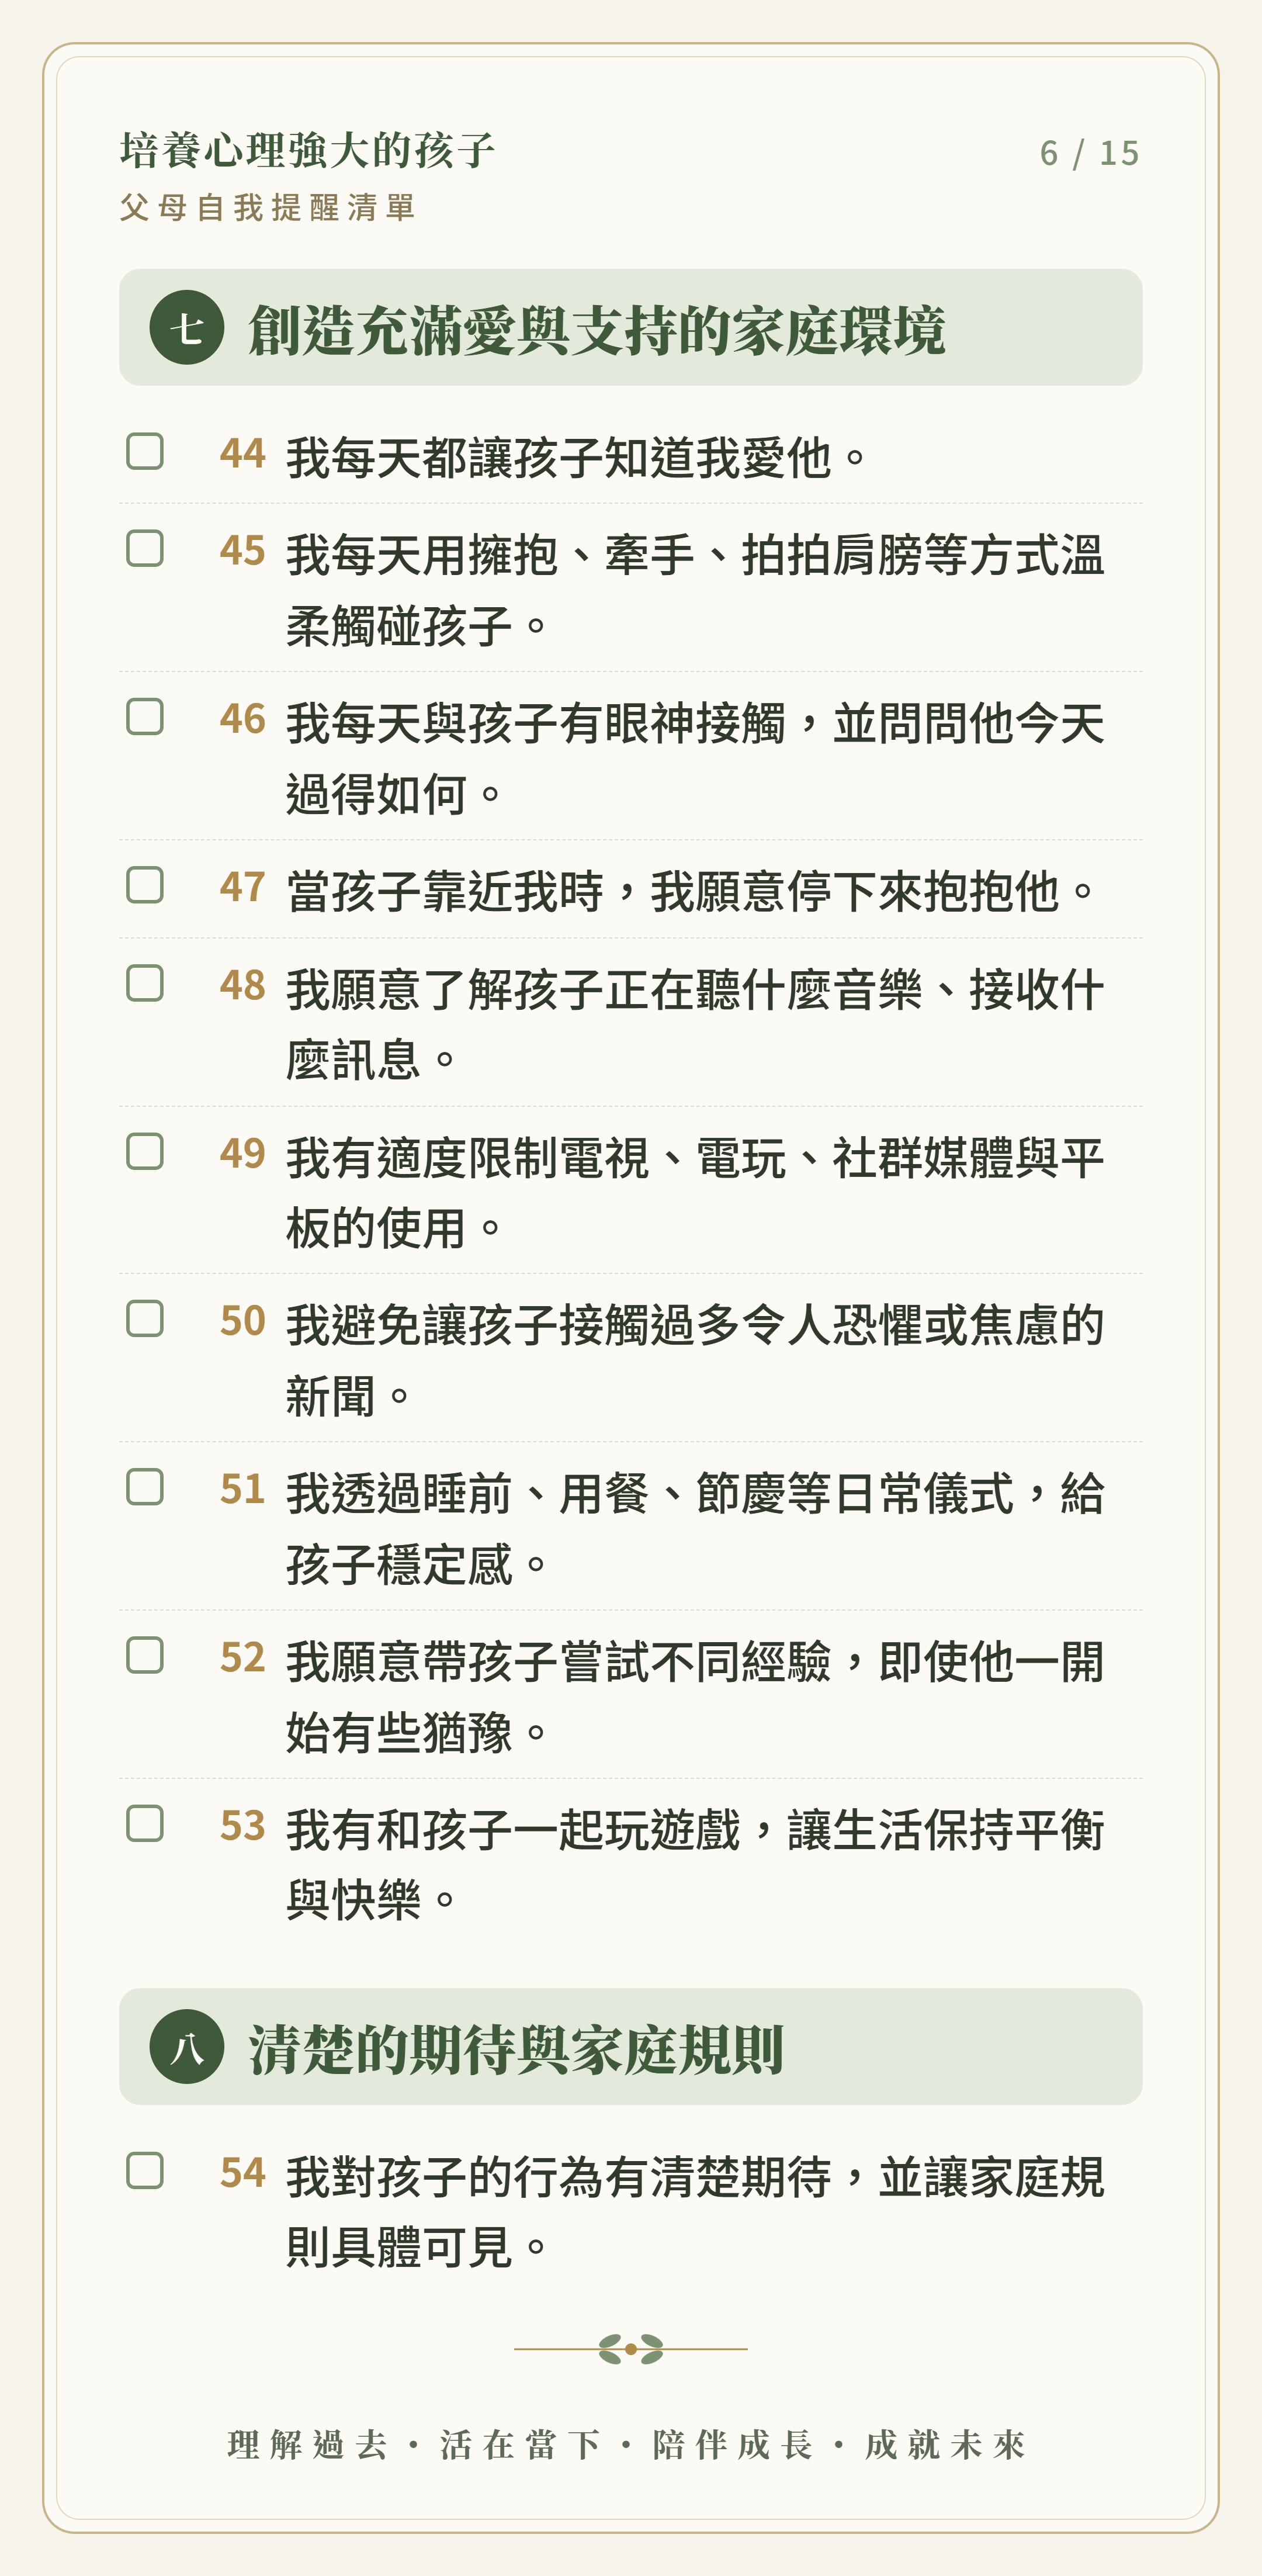 培養心理強大的孩子
6 / 15
父母自我提醒清單
七 創造充滿愛與支持的家庭環境
44 我每天都讓孩子知道我愛他。
45 我每天用擁抱、牽手、拍拍肩膀等方式溫
柔觸碰孩子。
46 我每天與孩子有眼神接觸，並問問他今天
過得如何。
47 當孩子靠近我時，我願意停下來抱抱他。
48 我願意了解孩子正在聽什麼音樂、接收什
麼訊息。
49 我有適度限制電視、電玩、社群媒體與平
板的使用。
50 我避免讓孩子接觸過多令人恐懼或焦慮的
新聞。
51 我透過睡前、用餐、節慶等日常儀式，給
孩子穩定感。
52 我願意帶孩子嘗試不同經驗，即使他一開
始有些猶豫。
53 我有和孩子一起玩遊戲，讓生活保持平衡
與快樂。
八 清楚的期待與家庭規則
54 我對孩子的行為有清楚期待，並讓家庭規
則具體可見。
理解過去・活在當下・陪伴成長・成就未來